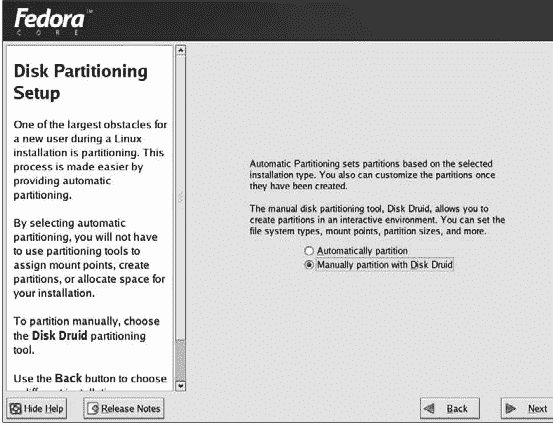 Fedora™
CORE
Disk Partitioning
Setup
One of the largest obstacles for
a new user during a Linux
installation is partitioning. This
process is made easier by
providing automatic
partitioning.
By selecting automatic
partitioning, you will not have
to use partitioning tools to
assign mount points, create
partitions, or allocate space for
your installation.
To partition manually, choose
the Disk Druid partitioning
tool.
Use the Back button to choose
Automatic Partitioning sets partitions based on the selected
installation type. You also can customize the partitions once
they have been created.
The manual disk partitioning tool, Disk Druid, allows you to
create partitions in an interactive environment. You can set the
file system types, mount points, partition sizes, and more.
Automatically partition
Manually partition with Disk Druid
Hide Help
Release Notes
Back
Next